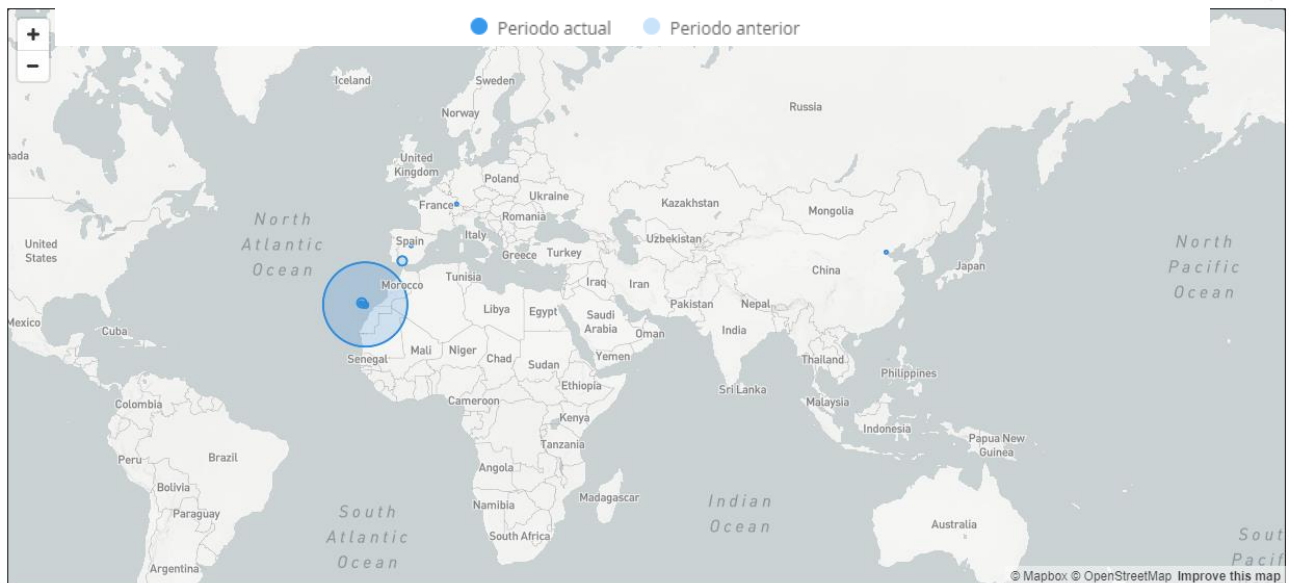 Periodo actual Periodo anterior
+
−
Iceland
Sweden
Russia
Norway
nada
United
Kingdom
Poland
Ukraine
France
Kazakhstan
Mongolia
Romania
North
Atlantic
Ocean
United
States
Spain
Italy
Uzbekistan
North
Pacific
Ocean
Greece
Turkey
China
Japan
Tunisia
Morocco
Iraq
Iran
Libya
Egypt
Pakistan
Nepal
Saudi
Arabia
Oman
India
Mexico
Cuba
Senegal
Mali
Niger
Chad
Sudan
Yemen
Thailand
Philippines
Ethiopia
Sri Lanka
Colombia
Cameroon
Malaysia
Kenya
Indonesia
Papua New
Guinea
Tanzania
Peru
Brazil
Angola
Bolivia
Namibia
Madagascar
Indian
Ocean
Paraguay
South
Atlantic
Ocean
South Africa
Australia
Sout
Pacif
Argentina
© Mapbox © OpenStreetMap Improve this map